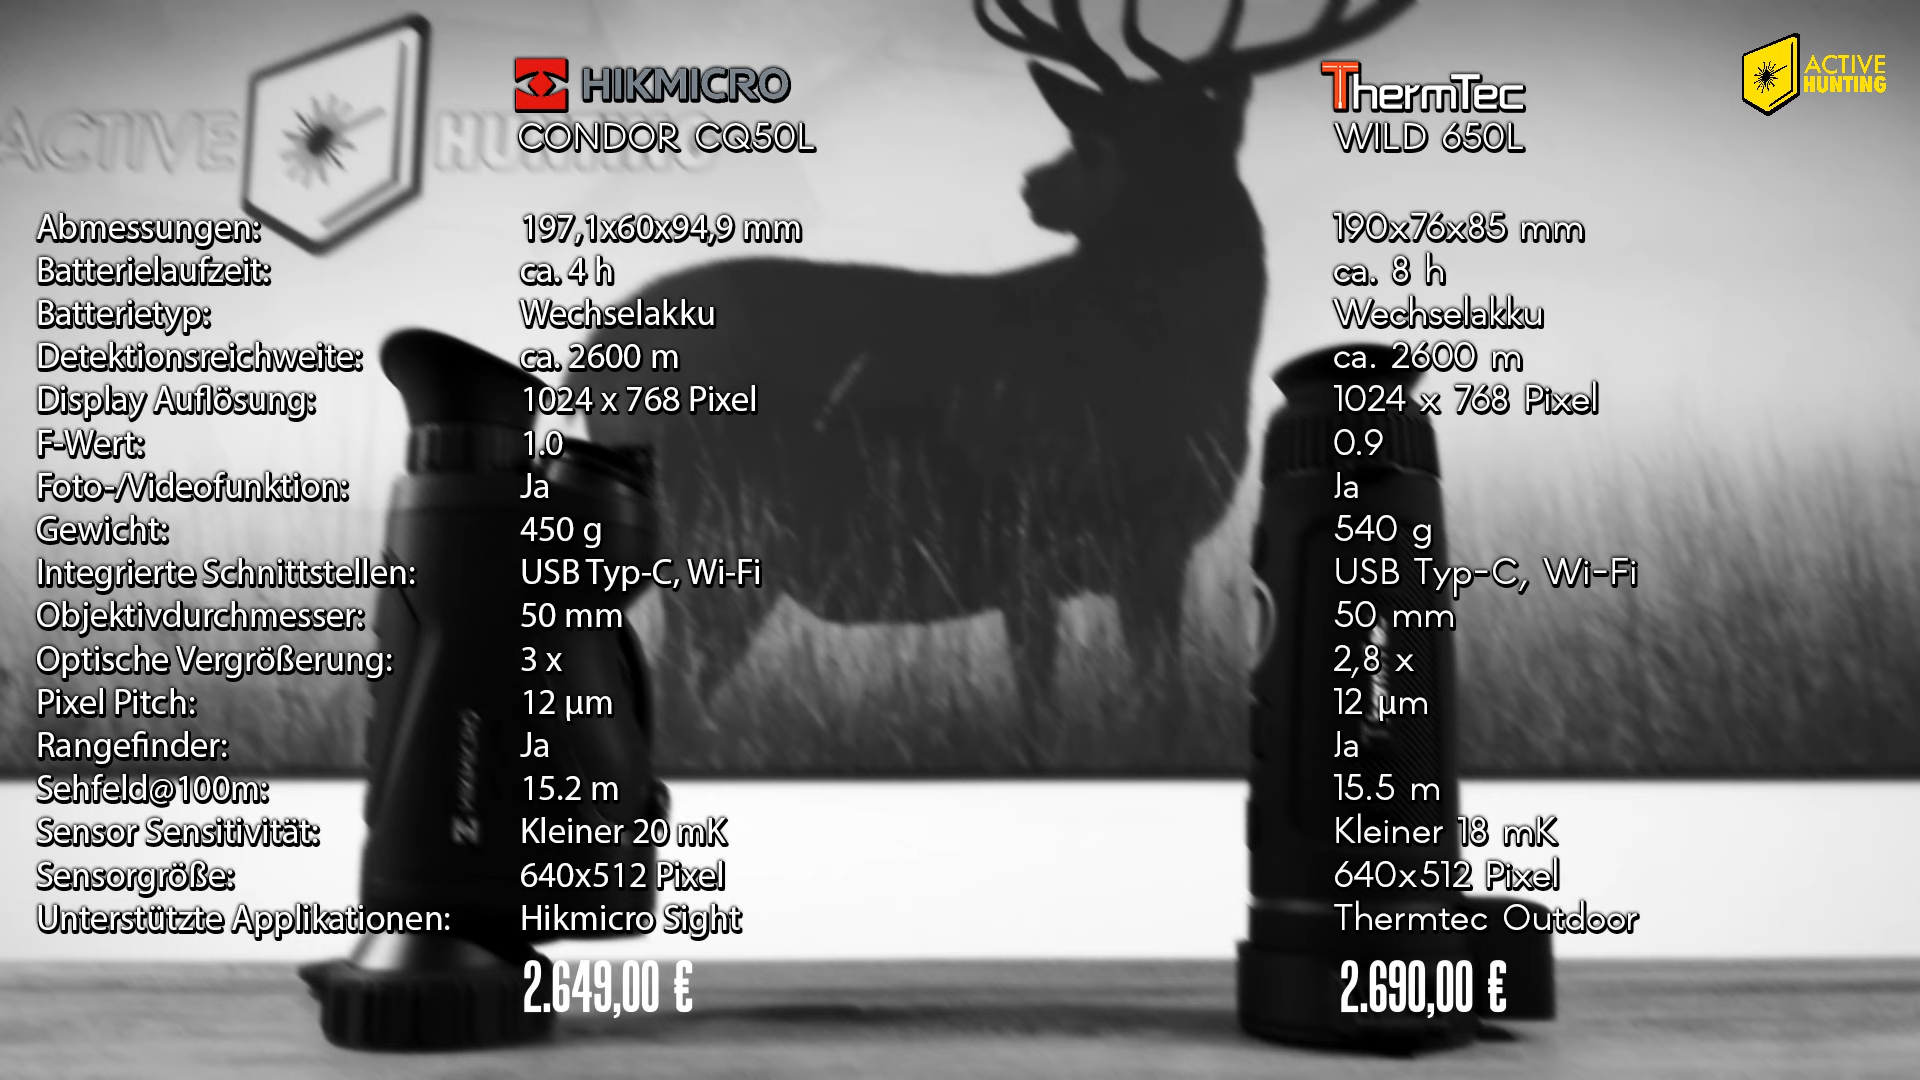 HIKMICRO
CONDOR CQ50L
ThermTec
WILD 650L
ACTIVE
HUNTING
ACTIVE
Abmessungen: 197,1x60x94,9 mm 190x76x85 mm
Batterielaufzeit: ca. 4 h ca. 8 h
Batterietyp: Wechselakku Wechselakku
Detektionsreichweite: ca. 2600 m ca. 2600 m
Display Auflösung: 1024 x 768 Pixel 1024 x 768 Pixel
F-Wert: 1.0 0.9
Foto-/Videofunktion: Ja Ja
Gewicht: 450 g 540 g
Integrierte Schnittstellen: USB Typ-C, Wi-Fi USB Typ-C, Wi-Fi
Objektivdurchmesser: 50 mm 50 mm
Optische Vergrößerung: 3 x 2,8 x
Pixel Pitch: 12 µm 12 µm
Rangefinder: Ja Ja
Sehfeld@100m: 15.2 m 15.5 m
Sensor Sensitivität: Kleiner 20 mK Kleiner 18 mK
Sensorgröße: 640x512 Pixel 640x512 Pixel
Unterstützte Applikationen: Hikmicro Sight Thermtec Outdoor
2.649,00 € 2.690,00 €